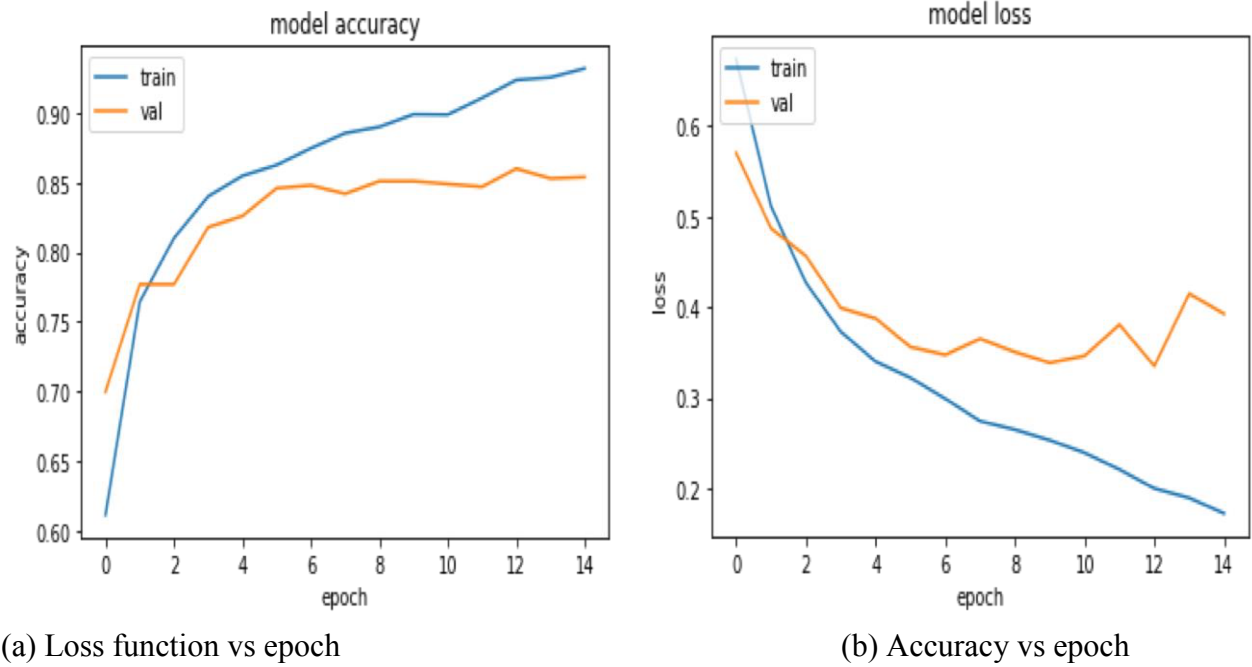 model accuracy
train
val
0.90
0.85
0.80
0.75
0.70
0.65
0.60
accuracy
0 2 4 6 8 10 12 14
epoch
(a) Loss function vs epoch
model loss
train
val
0.6
0.5
0.4
0.3
0.2
loss
0 2 4 6 8 10 12 14
epoch
(b) Accuracy vs epoch